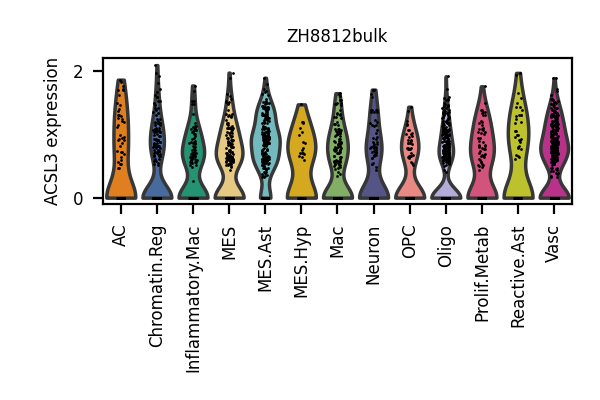 ZH8812bulk
ACSL3 expression
2
0
AC
Chromatin.Reg
Inflammatory.Mac
MES
MES.Ast
MES.Hyp
Mac
Neuron
OPC
Oligo
Prolif.Metab
Reactive.Ast
Vasc